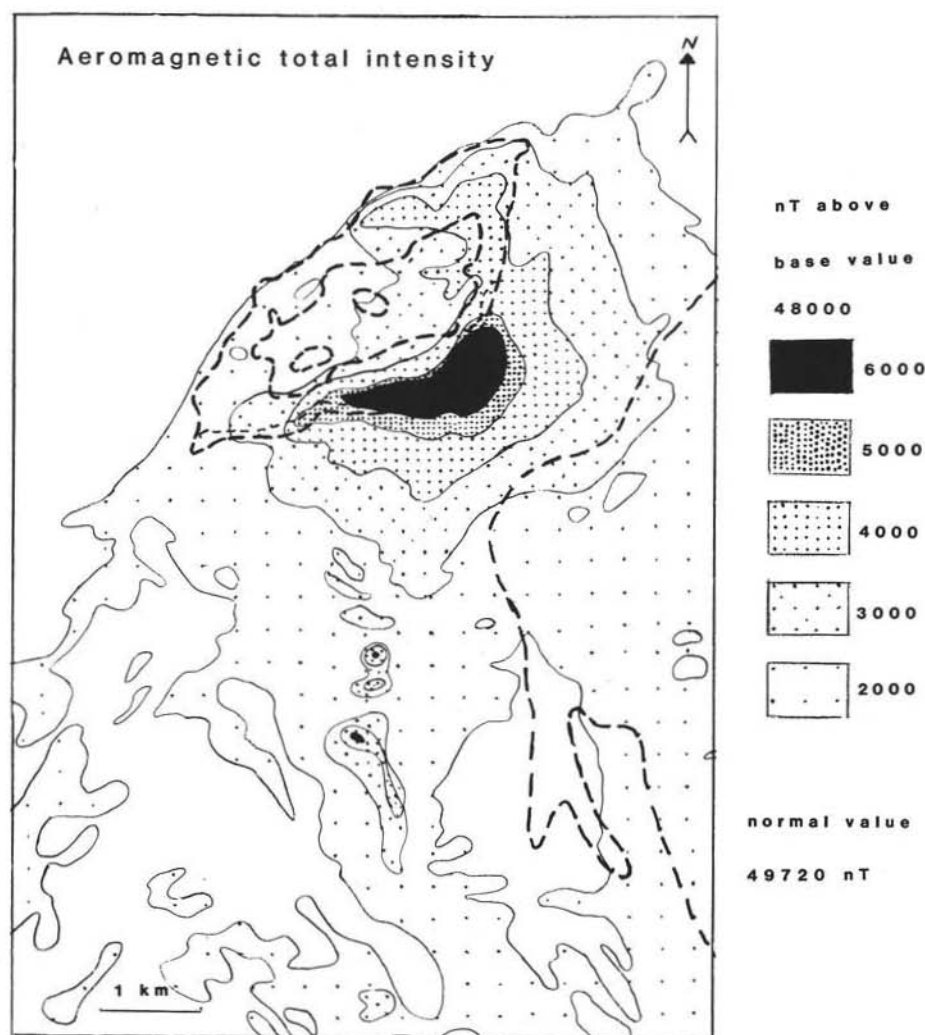 Aeromagnetic total intensity
N
nT above
base value
48000
6000
5000
4000
3000
2000
normal value
49720 nT
1 km